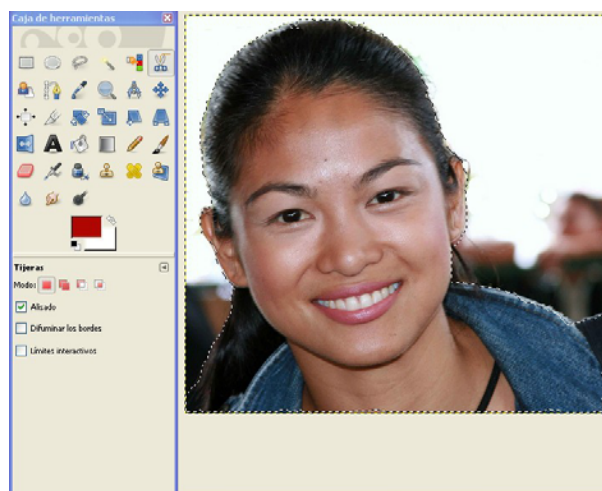 Caja de herramientas
Tijeras
Modo:
Alisado
Difuminar los bordes
Límites interactivos